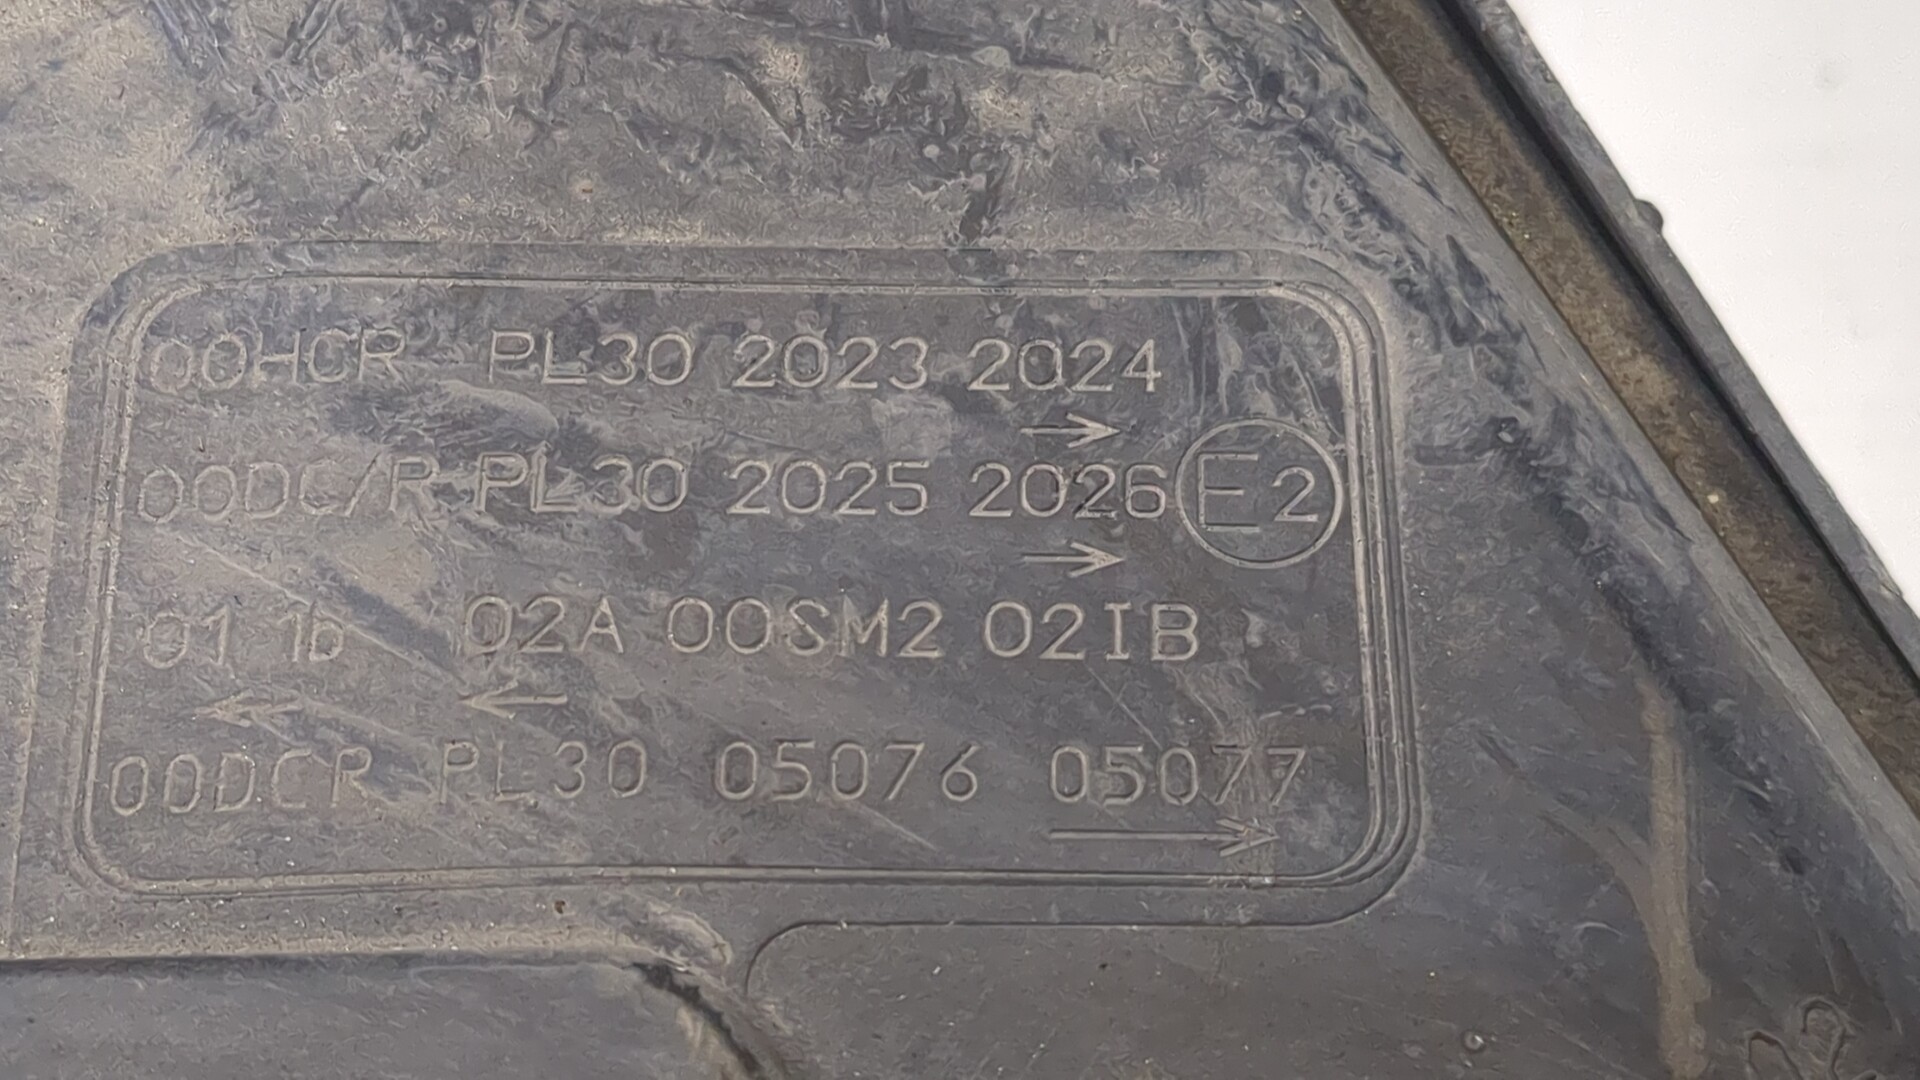 00HCR PL30 2023 2024
→
00DC/R PL30 2025 2026 E2
→
01 1b 02A 00SM2 02IB
← ←
00DCR PL30 05076 05077
→